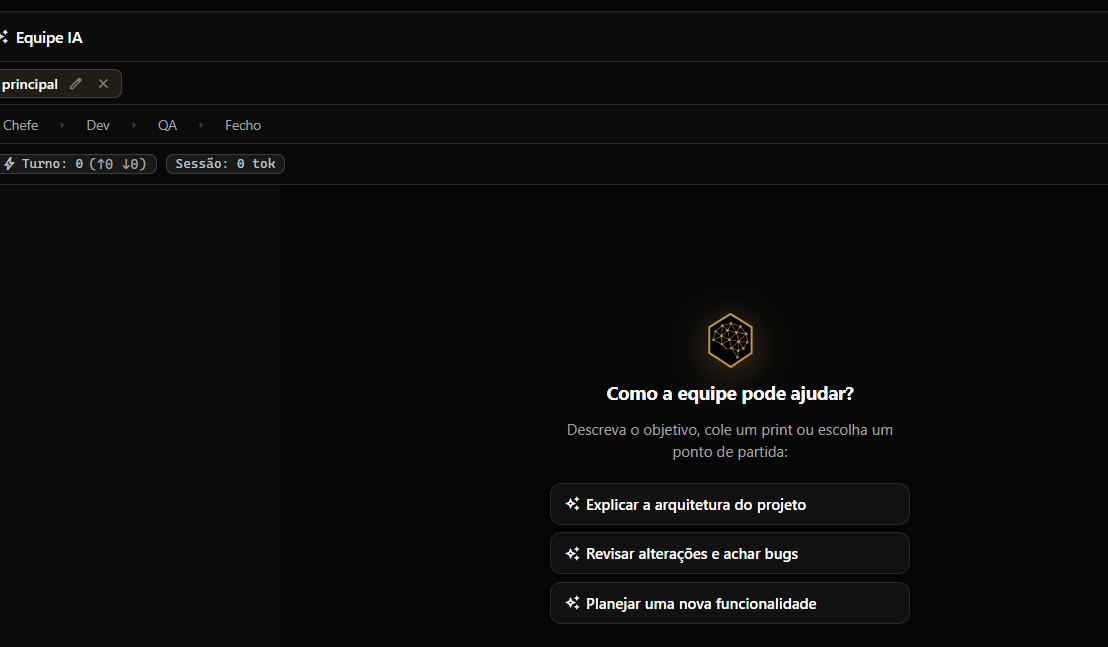 Equipe IA
principal
Chefe Dev QA Fecho
Turno: 0 (↑0 ↓0) Sessão: 0 tok
Como a equipe pode ajudar?
Descreva o objetivo, cole um print ou escolha um
ponto de partida:
Explicar a arquitetura do projeto
Revisar alterações e achar bugs
Planejar uma nova funcionalidade